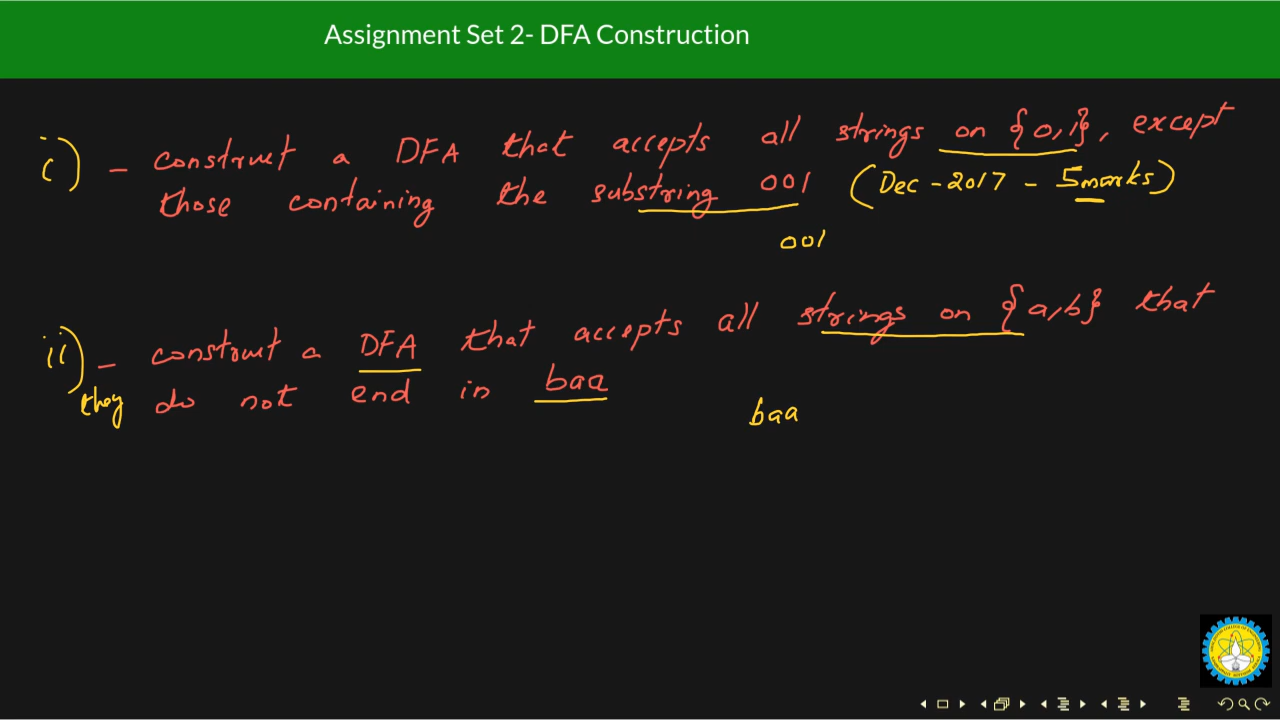 Assignment Set 2- DFA Construction
i) - construct a DFA that accepts all strings on {0,1}, except
those containing the substring 001 (Dec-2017 - 5marks)
001
ii) - construct a DFA that accepts all strings on {a,b} that
they do not end in baa
baa